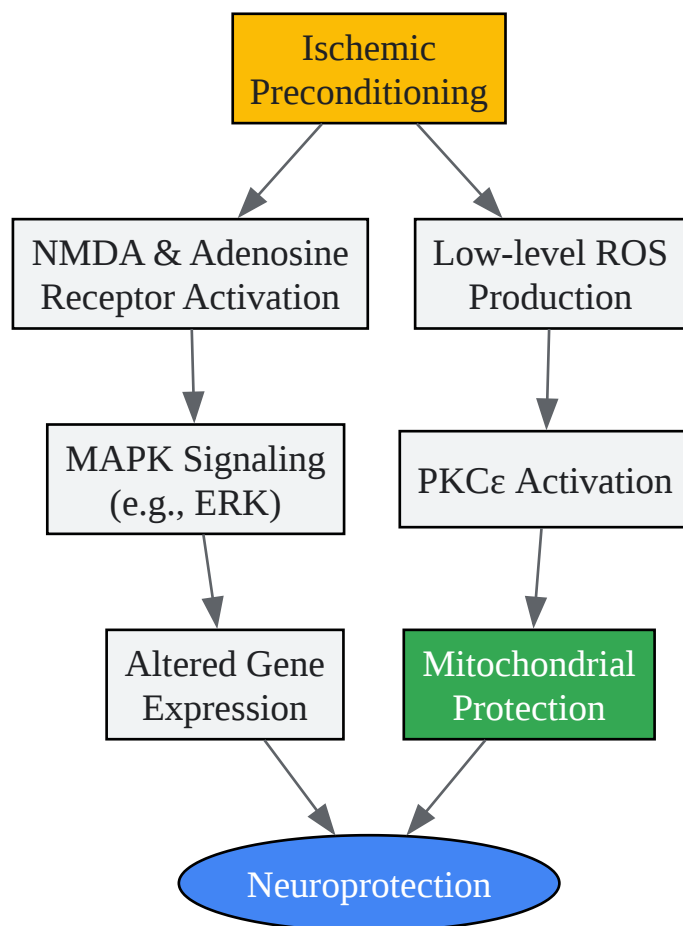 Ischemic
Preconditioning
NMDA & Adenosine
Receptor Activation
Low-level ROS
Production
MAPK Signaling
(e.g., ERK)
PKCε Activation
Altered Gene
Expression
Mitochondrial
Protection
Neuroprotection